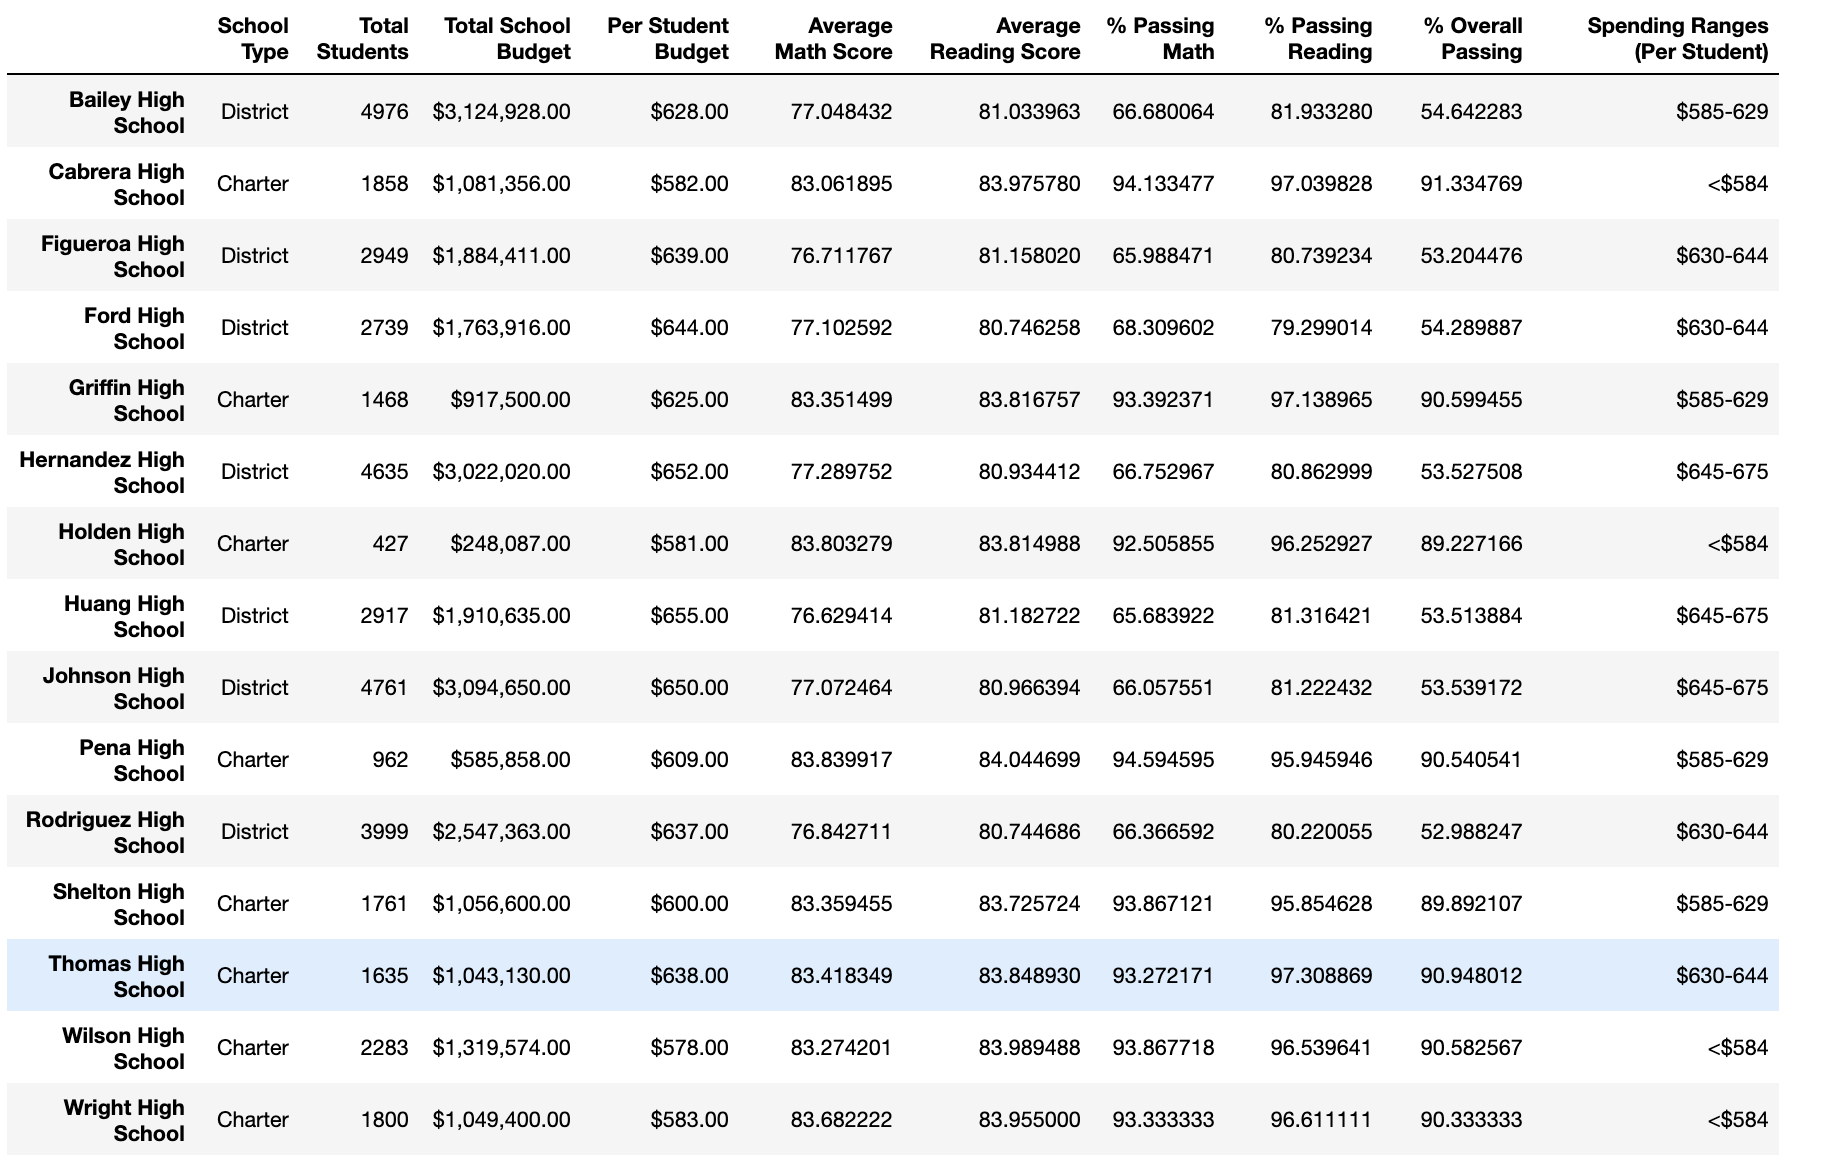 School Type Total Students Total School Budget Per Student Budget Average Math Score Average Reading Score % Passing Math % Passing Reading % Overall Passing Spending Ranges (Per Student)
Bailey High School District 4976 $3,124,928.00 $628.00 77.048432 81.033963 66.680064 81.933280 54.642283 $585-629
Cabrera High School Charter 1858 $1,081,356.00 $582.00 83.061895 83.975780 94.133477 97.039828 91.334769 <$584
Figueroa High School District 2949 $1,884,411.00 $639.00 76.711767 81.158020 65.988471 80.739234 53.204476 $630-644
Ford High School District 2739 $1,763,916.00 $644.00 77.102592 80.746258 68.309602 79.299014 54.289887 $630-644
Griffin High School Charter 1468 $917,500.00 $625.00 83.351499 83.816757 93.392371 97.138965 90.599455 $585-629
Hernandez High School District 4635 $3,022,020.00 $652.00 77.289752 80.934412 66.752967 80.862999 53.527508 $645-675
Holden High School Charter 427 $248,087.00 $581.00 83.803279 83.814988 92.505855 96.252927 89.227166 <$584
Huang High School District 2917 $1,910,635.00 $655.00 76.629414 81.182722 65.683922 81.316421 53.513884 $645-675
Johnson High School District 4761 $3,094,650.00 $650.00 77.072464 80.966394 66.057551 81.222432 53.539172 $645-675
Pena High School Charter 962 $585,858.00 $609.00 83.839917 84.044699 94.594595 95.945946 90.540541 $585-629
Rodriguez High School District 3999 $2,547,363.00 $637.00 76.842711 80.744686 66.366592 80.220055 52.988247 $630-644
Shelton High School Charter 1761 $1,056,600.00 $600.00 83.359455 83.725724 93.867121 95.854628 89.892107 $585-629
Thomas High School Charter 1635 $1,043,130.00 $638.00 83.418349 83.848930 93.272171 97.308869 90.948012 $630-644
Wilson High School Charter 2283 $1,319,574.00 $578.00 83.274201 83.989488 93.867718 96.539641 90.582567 <$584
Wright High School Charter 1800 $1,049,400.00 $583.00 83.682222 83.955000 93.333333 96.611111 90.333333 <$584